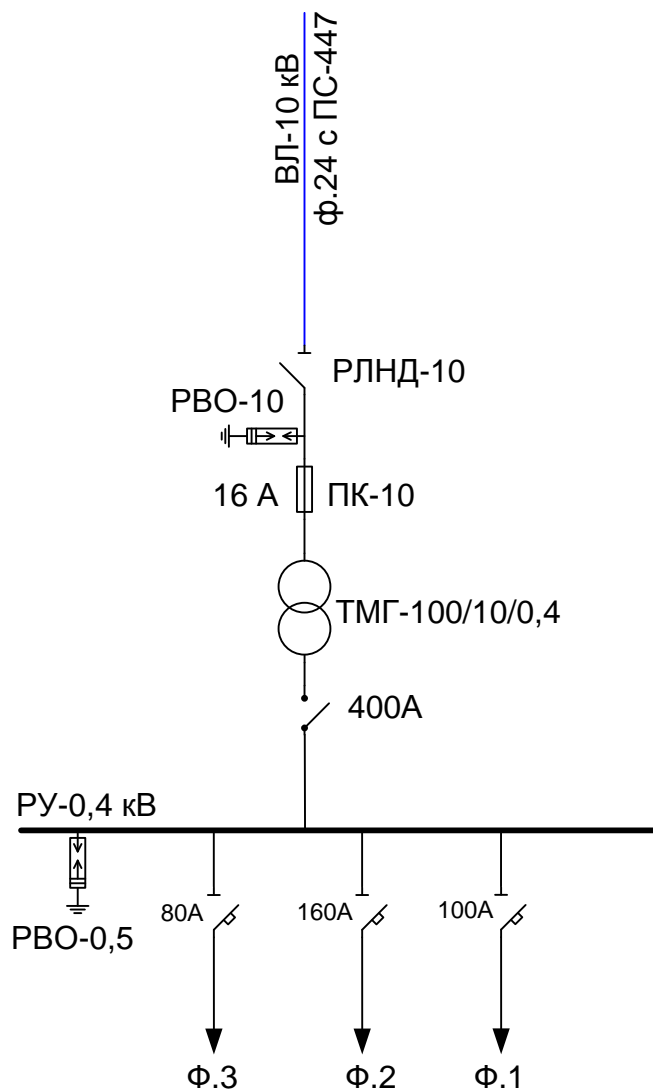 ВЛ-10 кВ
ф.24 с ПС-447
РЛНД-10
РВО-10
16 А
ПК-10
ТМГ-100/10/0,4
400А
РУ-0,4 кВ
80А
160А
100А
РВО-0,5
Ф.3
Ф.2
Ф.1